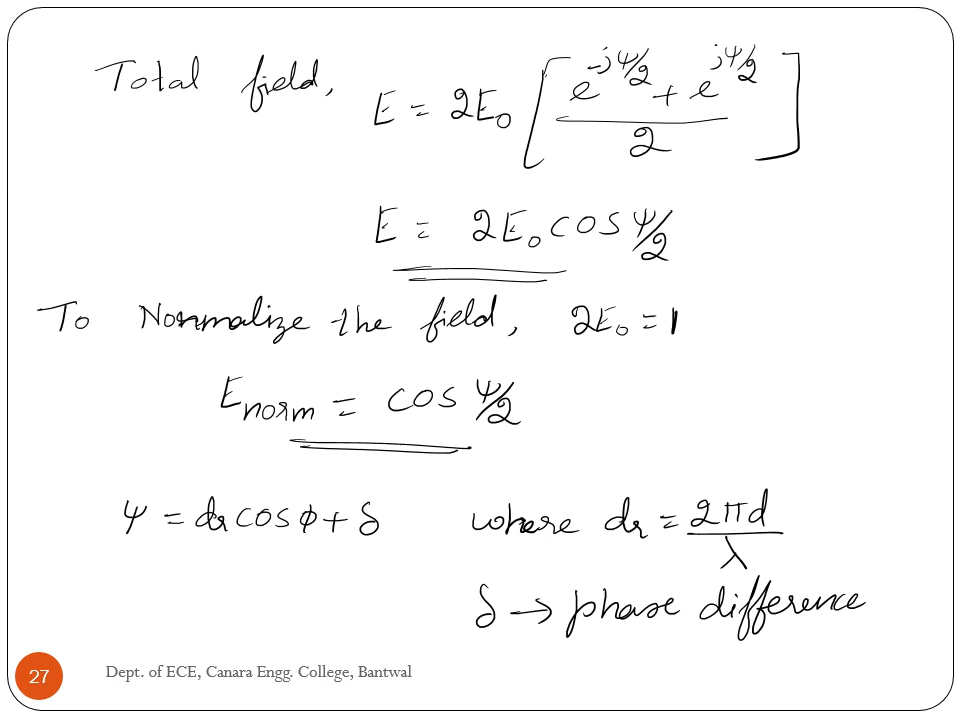 Total field,
E = 2E₀ [ (e^{-jψ/2} + e^{jψ/2}) / 2 ]
E = 2E₀ cos ψ/2
To Normalize the field, 2E₀ = 1
E_norm = cos ψ/2
ψ = dr cos φ + δ where dr = 2πd / λ
δ → phase difference
27 Dept. of ECE, Canara Engg. College, Bantwal